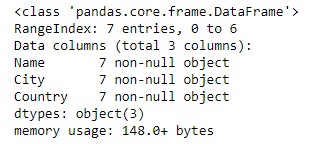 <class 'pandas.core.frame.DataFrame'>
RangeIndex: 7 entries, 0 to 6
Data columns (total 3 columns):
Name       7 non-null object
City       7 non-null object
Country    7 non-null object
dtypes: object(3)
memory usage: 148.0+ bytes